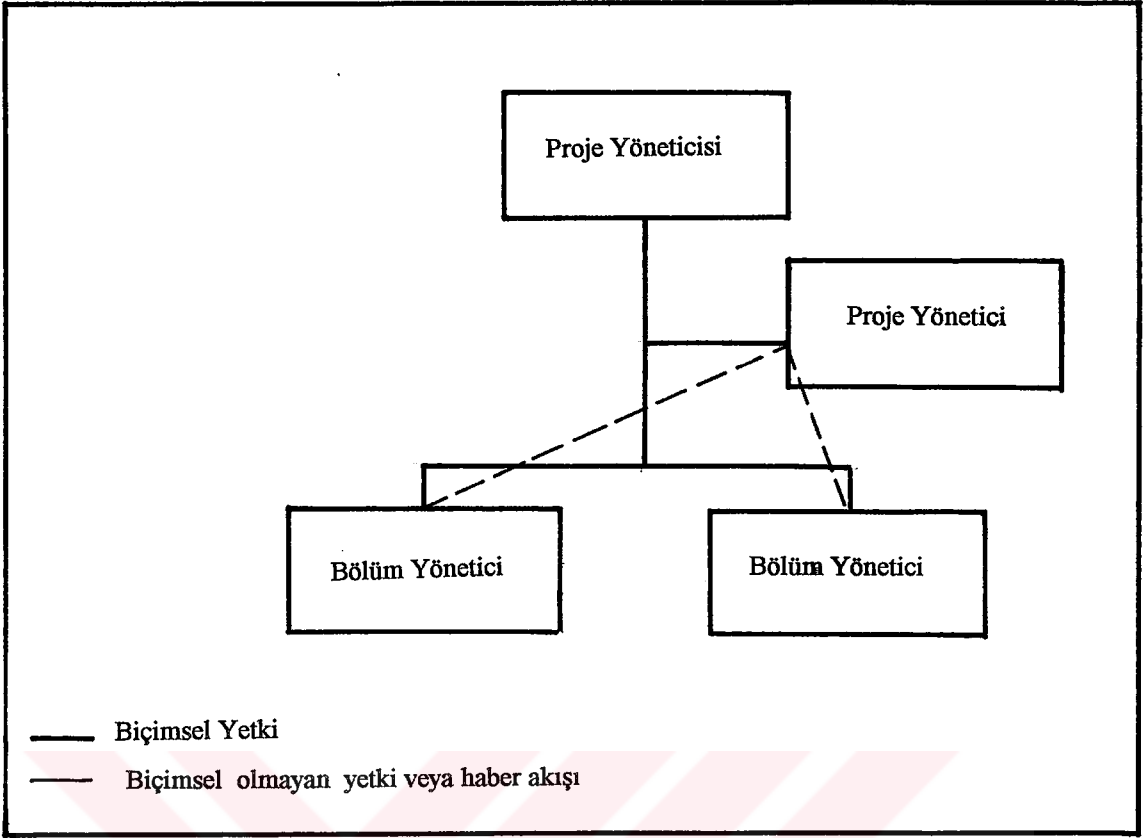 Proje Yöneticisi
Proje Yönetici
Bölüm Yönetici
Bölüm Yönetici
Biçimsel Yetki
Biçimsel olmayan yetki veya haber akışı